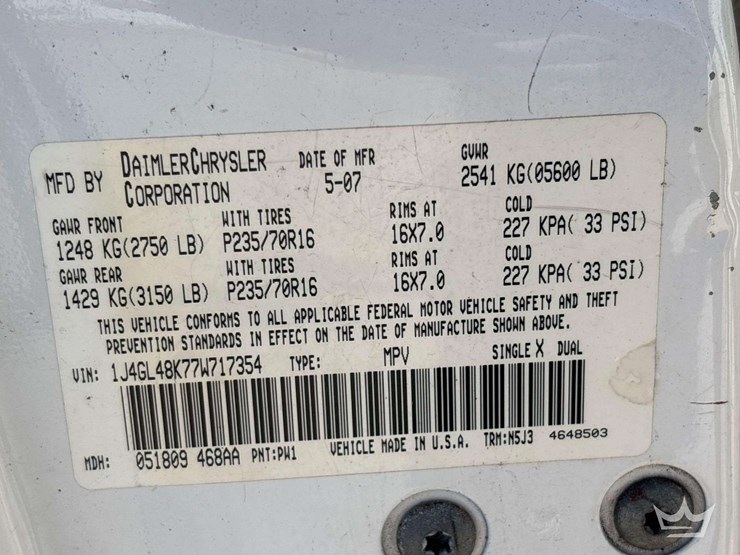 MFD BY DAIMLERCHRYSLER CORPORATION DATE OF MFR 5-07 GVWR 2541 KG(05600 LB)
GAWR FRONT WITH TIRES RIMS AT COLD
1248 KG(2750 LB) P235/70R16 16X7.0 227 KPA( 33 PSI)
GAWR REAR WITH TIRES RIMS AT COLD
1429 KG(3150 LB) P235/70R16 16X7.0 227 KPA( 33 PSI)
THIS VEHICLE CONFORMS TO ALL APPLICABLE FEDERAL MOTOR VEHICLE SAFETY AND THEFT
PREVENTION STANDARDS IN EFFECT ON THE DATE OF MANUFACTURE SHOWN ABOVE.
VIN: 1J4GL48K77W717354 TYPE: MPV SINGLE X DUAL
MDH: 051809 468AA PNT:PW1 VEHICLE MADE IN U.S.A. TRM:N5J3 4648503